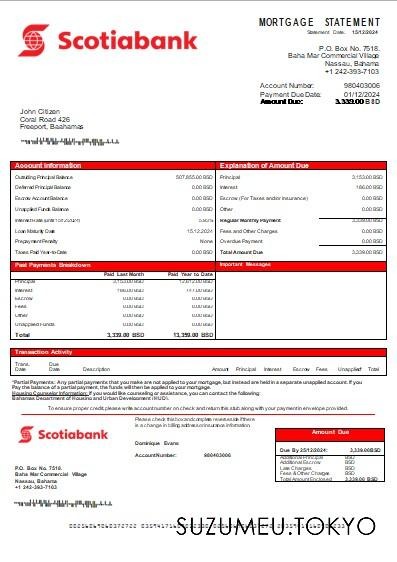 Scotiabank
MORTGAGE STATEMENT
Statement Date: 15/12/2024
P.O. Box No. 7518.
Baha Mar Commercial Village
Nassau, Bahama
+1 242-393-7103
Account Number: 980403006
Payment Due Date: 01/12/2024
Amount Due: 3,339.00 BSD
John Citizen
Coral Road 426
Freeport, Baahamas
Account Information
Outstanding Principal Balance 507,855.00 BSD
Deferred Principal Balance 0.00 BSD
Escrow Account Balance 0.00 BSD
Unapplied Funds Balance 0.00 BSD
Interest Rate (until 15.12.2024)
Loan Maturity Date 15.12.2024
Prepayment Penalty None
Taxes Paid Year-to-Date 0.00 BSD
Explanation of Amount Due
Principal 3,153.00 BSD
Interest 186.00 BSD
Escrow (For Taxes and/or Insurance) 0.00 BSD
Other 0.00 BSD
Regular Monthly Payment 3,339.00 BSD
Fees and Other Charges 0.00 BSD
Overdue Payment 0.00 BSD
Total Amount Due 3,339.00 BSD
Past Payments Breakdown
Paid Last Month Paid Year to Date
Principal 3,153.00 BSD 12,612.00 BSD
Interest 186.00 BSD
Escrow 0.00 BSD 0.00 BSD
Fees 0.00 BSD 0.00 BSD
Other 0.00 BSD 0.00 BSD
Unapplied Funds 0.00 BSD 0.00 BSD
Total 3,339.00 BSD 13,359.00 BSD
Important Messages
Transaction Activity
Trans. Date Due Date Description Amount Principal Interest Escrow Fees Unapplied Total
*Partial Payments: Any partial payments that you make are not applied to your mortgage, but instead are held in a separate unapplied account. If you
Pay the balance of a partial payment, the funds will then be applied to your mortgage.
Housing Counselor Information: If you would like counseling or assistance, you can contact the following:
Bahamas Department of Housing and Urban Development (HUD).
To ensure proper credit, please write account number on check and return this stub along with your payment in envelope provided.
Scotiabank
Please check this box and complete reverse side if there
is a change in billing address or insurance information
Dominique Evans
Account Number: 980403006
P.O. Box No. 7518.
Baha Mar Commercial Village
Nassau, Bahama
+1 242-393-7103
Amount Due
Due By 25/12/2024: 3,339.00 BSD
Additional Principal BSD
Additional Escrow BSD
Late Charges BSD
Fees & Other Charges BSD
Total Amount Enclosed 3,339.00 BSD
SUZUMEU.TOKYO